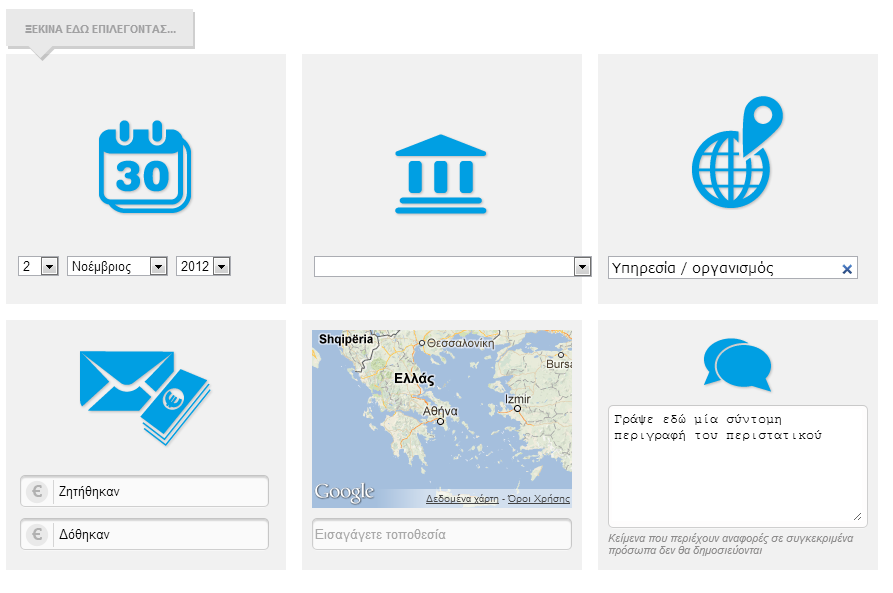 ΞΕΚΙΝΑ ΕΔΩ ΕΠΙΛΕΓΟΝΤΑΣ...
30
2
Νοέμβριος
2012
Υπηρεσία / οργανισμός
€
€ Ζητήθηκαν
€ Δόθηκαν
Shqipëria
Θεσσαλονίκη
Bursa
Ελλάς
Izmir
Αθήνα
Google
Δεδομένα χάρτη - Όροι Χρήσης
Εισαγάγετε τοποθεσία
Γράψε εδώ μία σύντομη
περιγραφή του περιστατικού
Κείμενα που περιέχουν αναφορές σε συγκεκριμένα
πρόσωπα δεν θα δημοσιεύονται